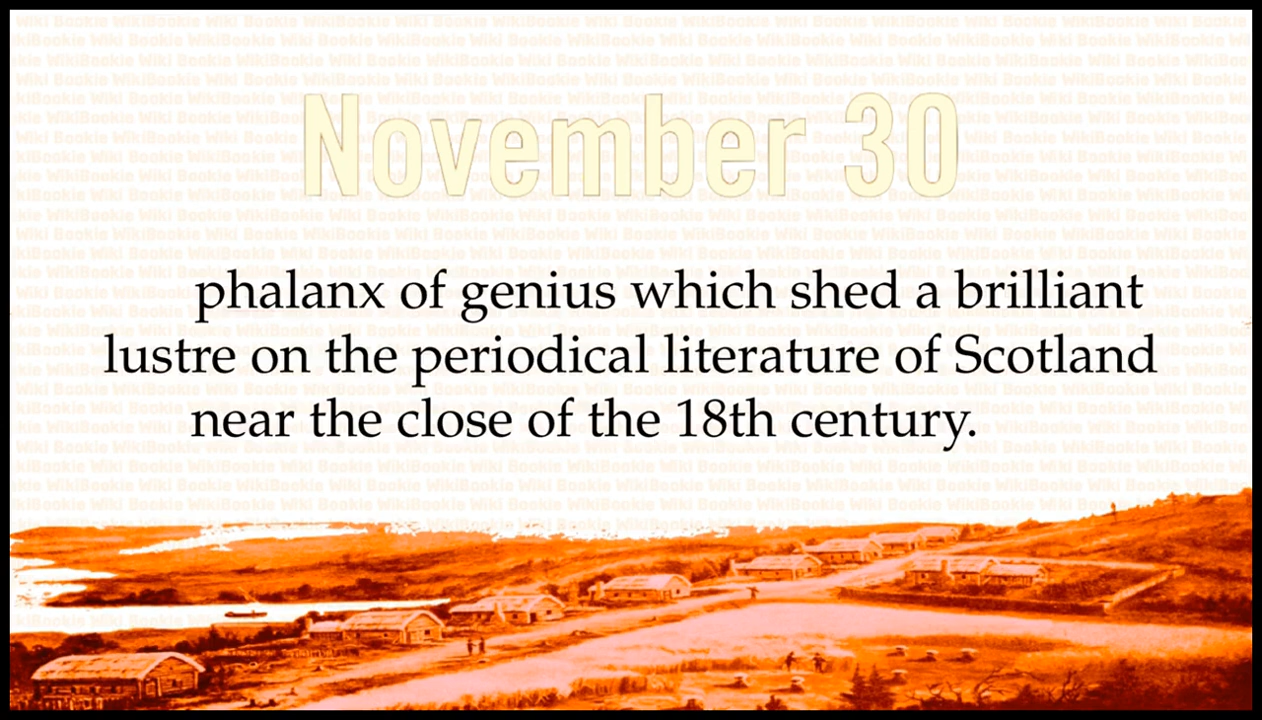 November 30
phalanx of genius which shed a brilliant
lustre on the periodical literature of Scotland
near the close of the 18th century.